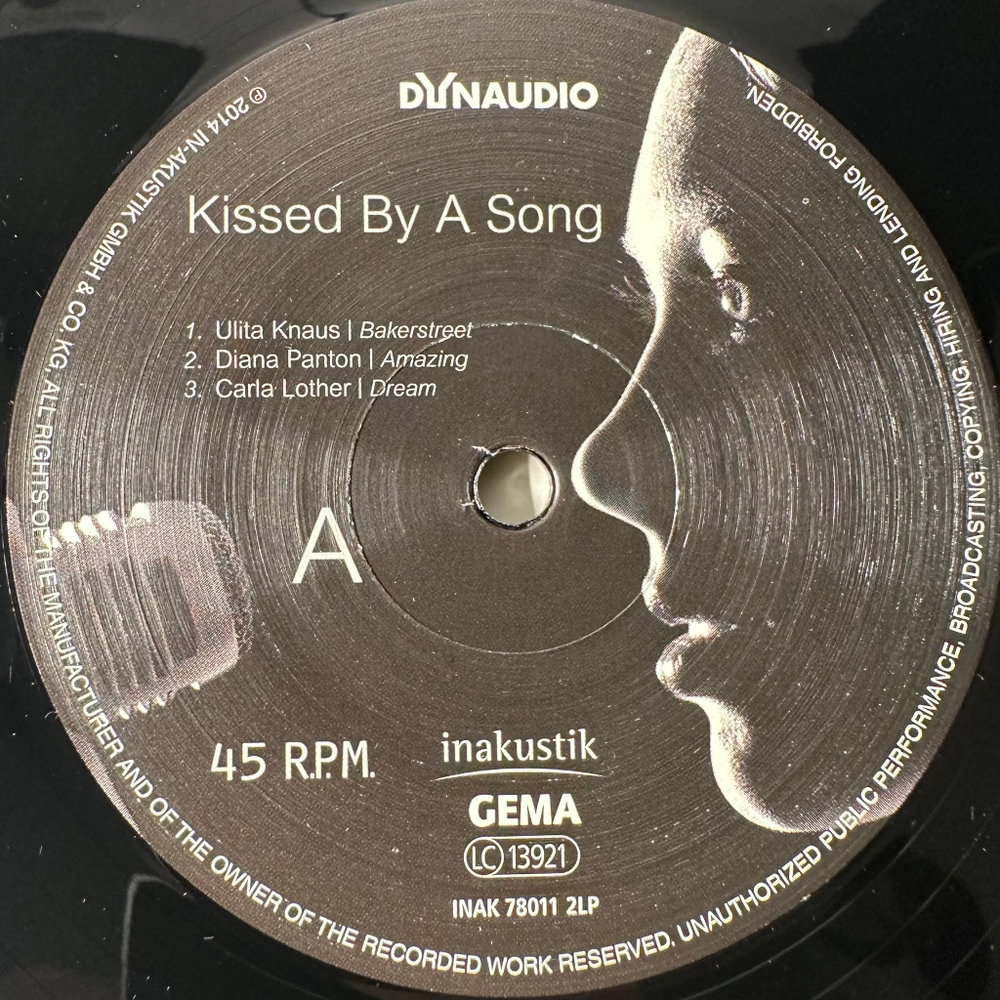 DYNAUDIO
Kissed By A Song
1. Ulita Knaus | Bakerstreet
2. Diana Panton | Amazing
3. Carla Lother | Dream
A
45 R.P.M.
inakustik
GEMA
LC 13921
INAK 78011 2LP
℗ 2014 IN-AKUSTIK GMBH & CO. KG, ALL RIGHTS OF THE MANUFACTURER AND OF THE OWNER OF THE RECORDED WORK RESERVED. UNAUTHORIZED PUBLIC PERFORMANCE, BROADCASTING, COPYING, HIRING AND LENDING FORBIDDEN.